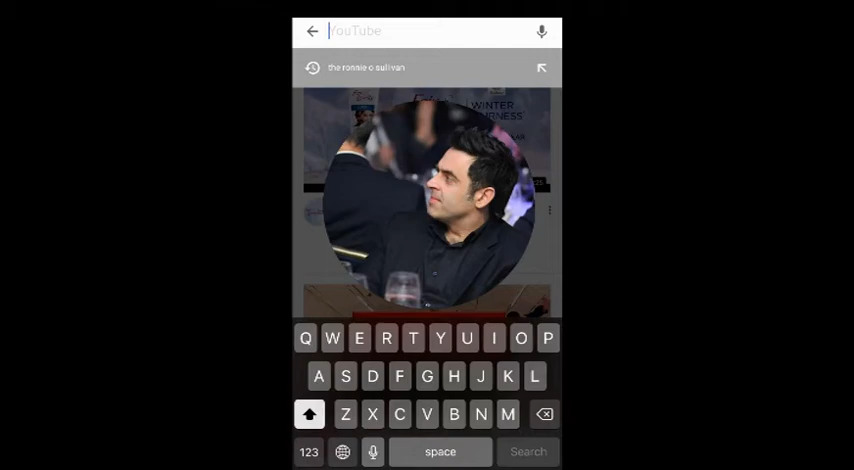 YouTube
the ronnie o sullivan
WINTER
Q W E R T Y U I O P
A S D F G H J K L
Z X C V B N M
123 space Search